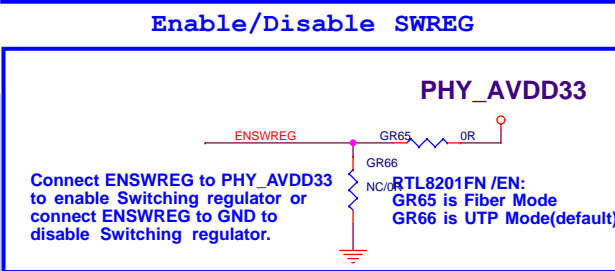 Enable/Disable SWREG
PHY_AVDD33
ENSWREG
GR65
0R
GR66
NC/0R
Connect ENSWREG to PHY_AVDD33
to enable Switching regulator or
connect ENSWREG to GND to
disable Switching regulator.
RTL8201FN /EN:
GR65 is Fiber Mode
GR66 is UTP Mode(default)